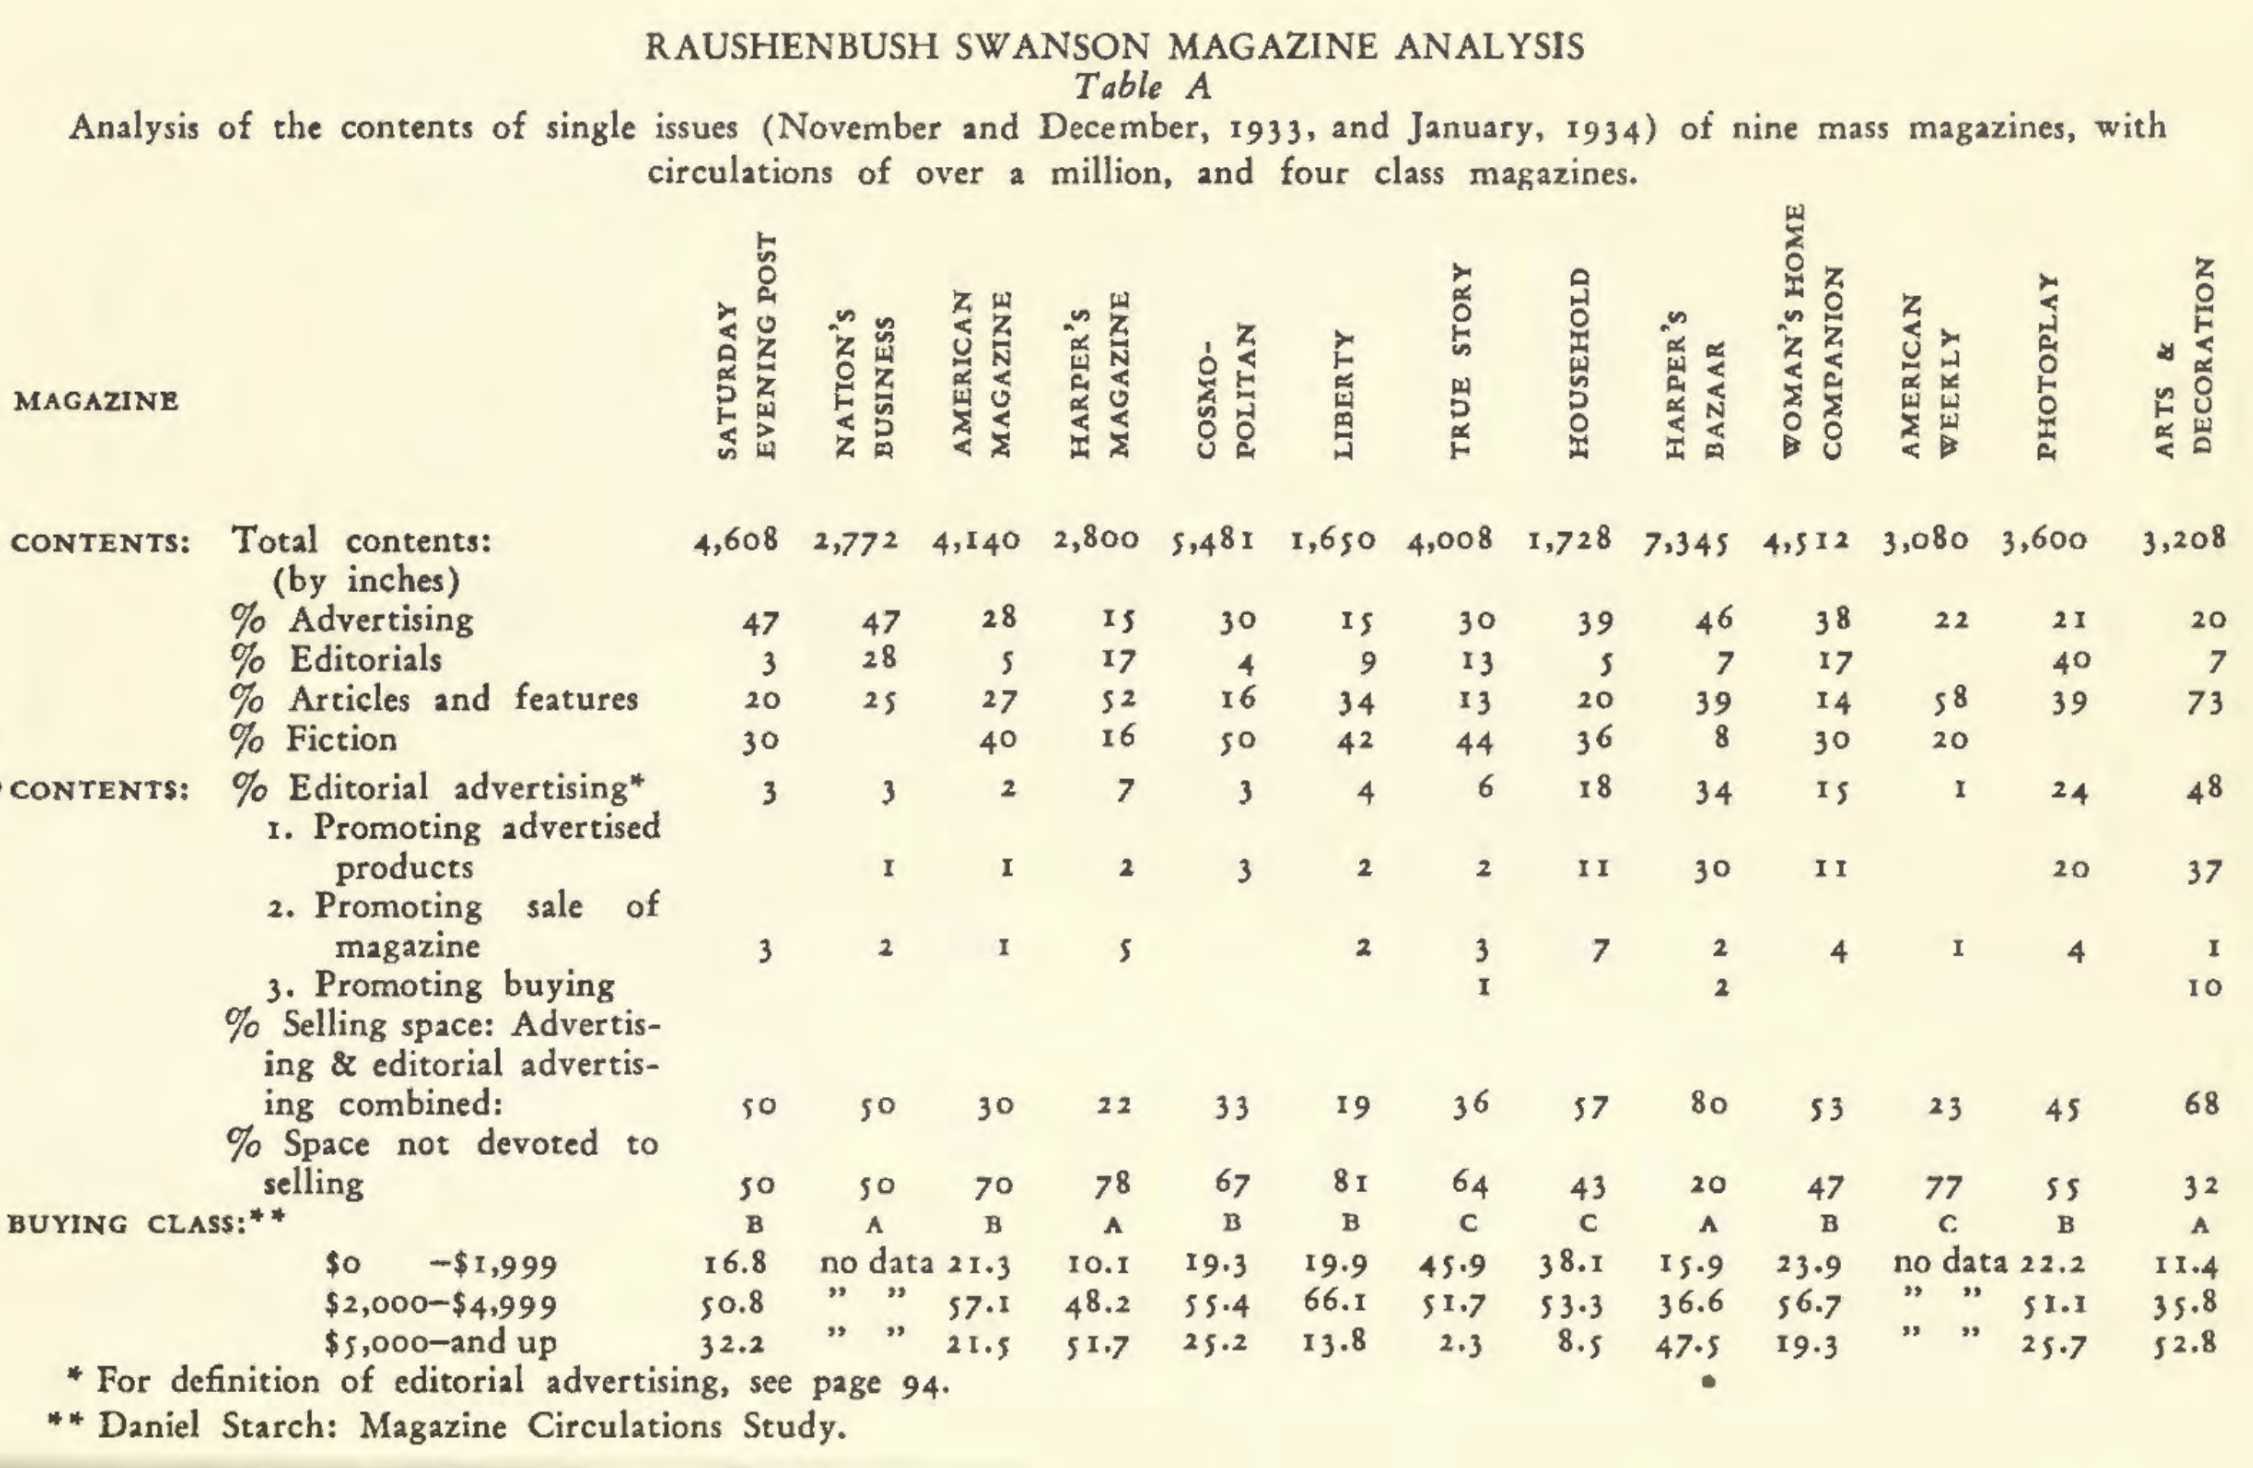 RAUSHENBUSH SWANSON MAGAZINE ANALYSIS
Table A
Analysis of the contents of single issues (November and December, 1933, and January, 1934) of nine mass magazines, with
circulations of over a million, and four class magazines.
MAGAZINE
SATURDAY
EVENING POST
NATION'S
BUSINESS
AMERICAN
MAGAZINE
HARPER'S
MAGAZINE
COSMO-
POLITAN
LIBERTY
TRUE STORY
HOUSEHOLD
HARPER'S
BAZAAR
WOMAN'S HOME
COMPANION
AMERICAN
WEEKLY
PHOTOPLAY
ARTS &
DECORATION
CONTENTS: Total contents: 4,608 2,772 4,140 2,800 5,481 1,650 4,008 1,728 7,345 4,512 3,080 3,600 3,208
(by inches)
% Advertising 47 47 28 15 30 15 30 39 46 38 22 21 20
% Editorials 3 28 5 17 4 9 13 5 7 17 40 7
% Articles and features 20 25 27 52 16 34 13 20 39 14 58 39 73
% Fiction 30 40 16 50 42 44 36 8 30 20
CONTENTS: % Editorial advertising* 3 3 2 7 3 4 6 18 34 15 1 24 48
1. Promoting advertised
products 1 1 2 3 2 2 11 30 11 20 37
2. Promoting sale of
magazine 3 2 1 5 2 3 7 2 4 1 4 1
3. Promoting buying 1 2 10
% Selling space: Advertis-
ing & editorial advertis-
ing combined: 50 50 30 22 33 19 36 57 80 53 23 45 68
% Space not devoted to
selling 50 50 70 78 67 81 64 43 20 47 77 55 32
BUYING CLASS:** B A B A B B C C A B C B A
$0 –$1,999 16.8 no data 21.3 10.1 19.3 19.9 45.9 38.1 15.9 23.9 no data 22.2 11.4
$2,000–$4,999 50.8 " " 57.1 48.2 55.4 66.1 51.7 53.3 36.6 56.7 " " 51.1 35.8
$5,000–and up 32.2 " " 21.5 51.7 25.2 13.8 2.3 8.5 47.5 19.3 " " 25.7 52.8
* For definition of editorial advertising, see page 94.
** Daniel Starch: Magazine Circulations Study.